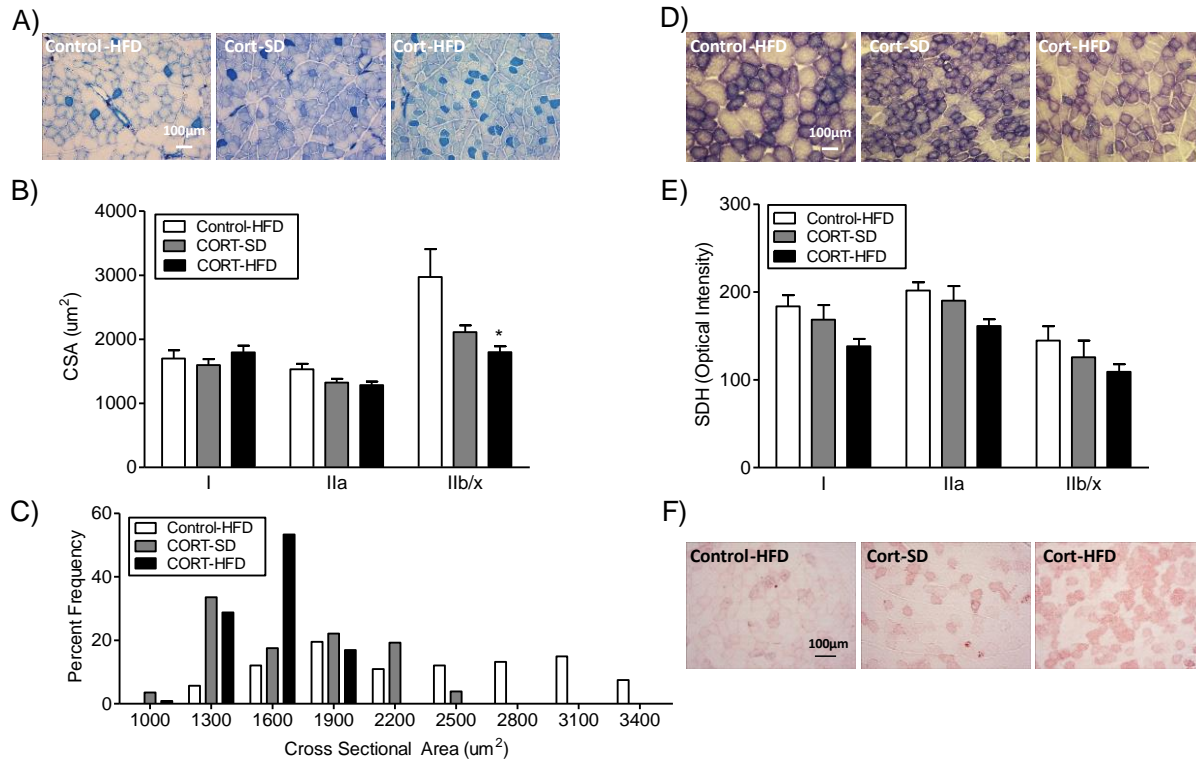 A)
Control-HFD
Cort-SD
Cort-HFD
100µm
B)
4000
3000
2000
1000
0
CSA (um²)
Control-HFD
CORT-SD
CORT-HFD
*
I
IIa
IIb/x
C)
60
40
20
0
Percent Frequency
Control-HFD
CORT-SD
CORT-HFD
1000 1300 1600 1900 2200 2500 2800 3100 3400
Cross Sectional Area (um²)
D)
Control-HFD
Cort-SD
Cort-HFD
100µm
E)
300
200
100
0
SDH (Optical Intensity)
Control-HFD
CORT-SD
CORT-HFD
I
IIa
IIb/x
F)
Control-HFD
Cort-SD
Cort-HFD
100µm